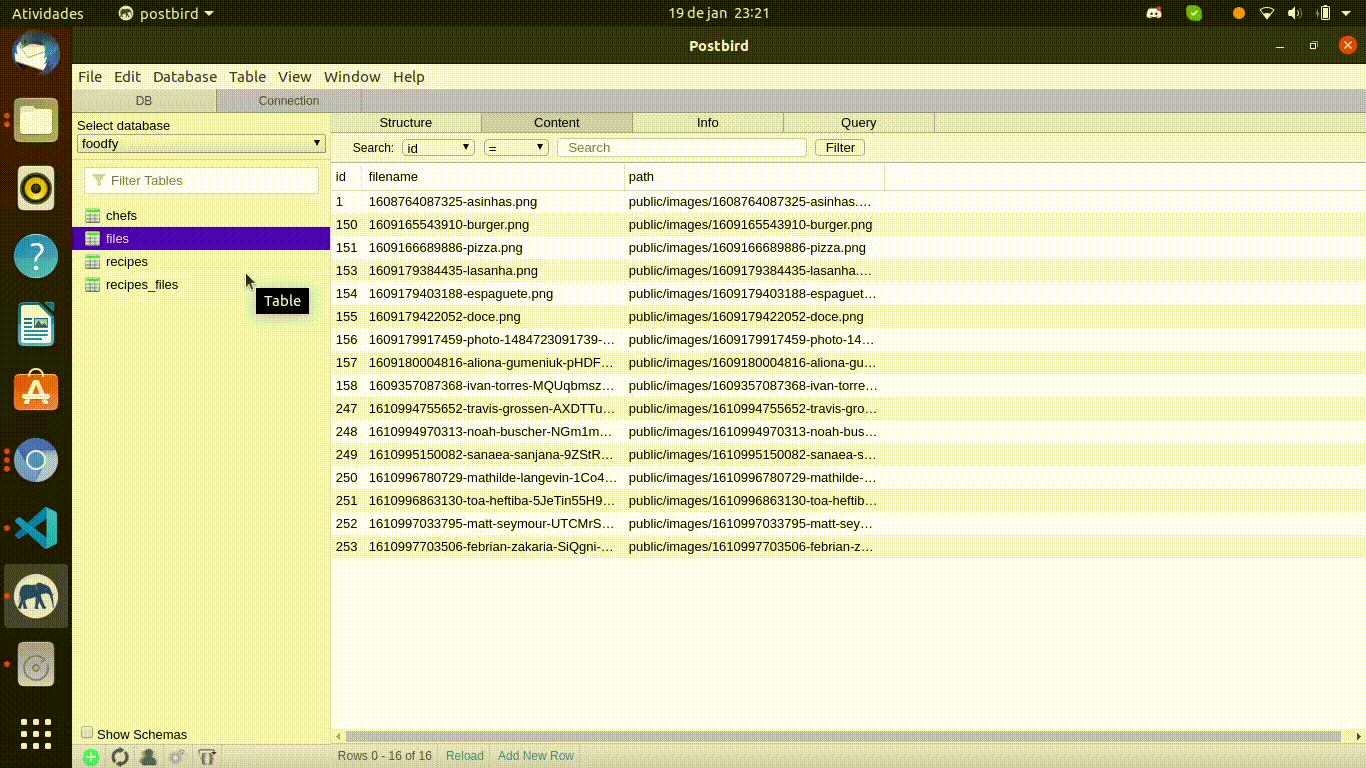 Atividades postbird 19 de jan 23:21
Postbird
File Edit Database Table View Window Help
DB Connection
Select database
foodfy
Filter Tables
chefs
files
recipes
recipes_files
Table
Show Schemas
Structure Content Info Query
Search: id = Search Filter
id filename path
1 1608764087325-asinhas.png public/images/1608764087325-asinhas.…
150 1609165543910-burger.png public/images/1609165543910-burger.png
151 1609166689886-pizza.png public/images/1609166689886-pizza.png
153 1609179384435-lasanha.png public/images/1609179384435-lasanha.…
154 1609179403188-espaguete.png public/images/1609179403188-espaguet…
155 1609179422052-doce.png public/images/1609179422052-doce.png
156 1609179917459-photo-1484723091739-… public/images/1609179917459-photo-14…
157 1609180004816-aliona-gumeniuk-pHDF… public/images/1609180004816-aliona-gu…
158 1609357087368-ivan-torres-MQUqbmsz… public/images/1609357087368-ivan-torre…
247 1610994755652-travis-grossen-AXDTTu… public/images/1610994755652-travis-gro…
248 1610994970313-noah-buscher-NGm1m… public/images/1610994970313-noah-bus…
249 1610995150082-sanaea-sanjana-9ZStR… public/images/1610995150082-sanaea-s…
250 1610996780729-mathilde-langevin-1Co4… public/images/1610996780729-mathilde-…
251 1610996863130-toa-heftiba-5JeTin55H9… public/images/1610996863130-toa-heftib…
252 1610997033795-matt-seymour-UTCMrS… public/images/1610997033795-matt-sey…
253 1610997703506-febrian-zakaria-SiQgni-… public/images/1610997703506-febrian-z…
Rows 0 - 16 of 16 Reload Add New Row